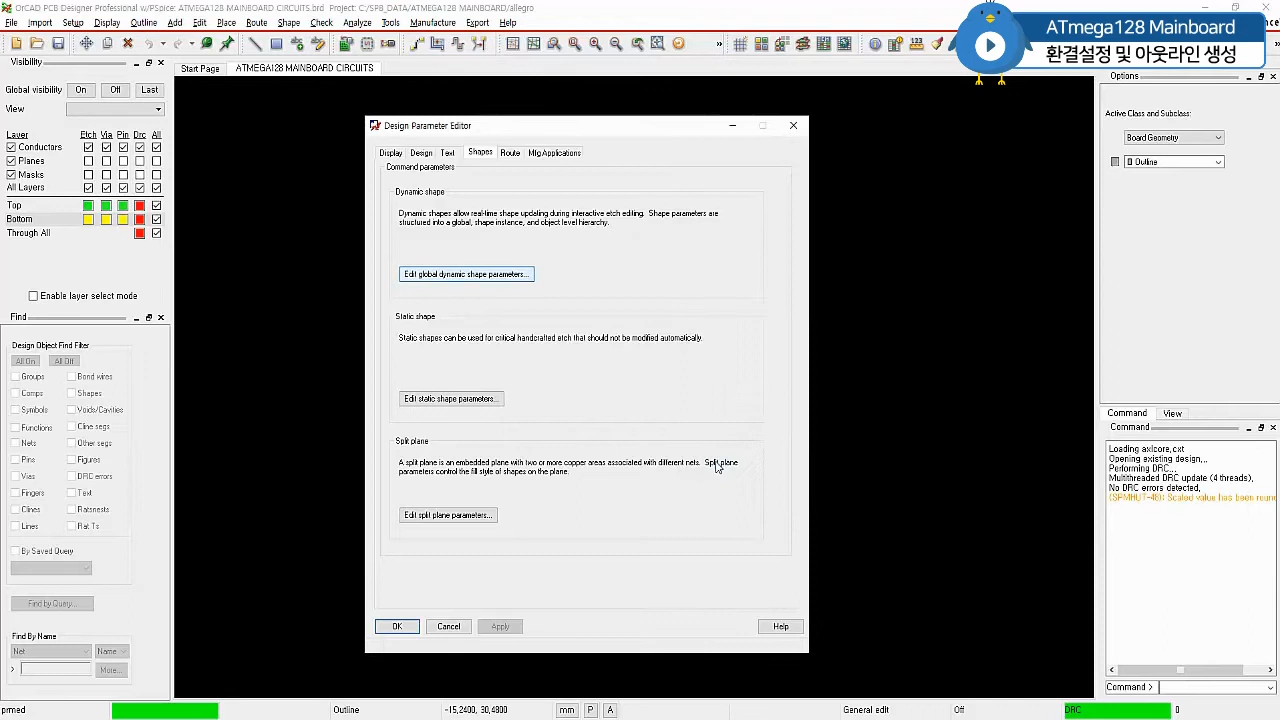 OrCAD PCB Designer Professional w/PSpice: ATMEGA128 MAINBOARD CIRCUITS.brd Project: C:/SPB_DATA/ATMEGA128 MAINBOARD/allegro
File Edit View Add Display Setup Outline Place Route Shape Check Analyze Tools Manufacture Export Help
ATmega128 Mainboard
환결설정 및 아웃라인 생성
Visibility
Start Page
ATMEGA128 MAINBOARD CIRCUITS
Options
Global visibility On Off Last
View
Layer Etch Via Pin Drc All
Conductors
Planes
Masks
All Layers
Top
Bottom
Through All
Enable layer select mode
Find
Design Object Find Filter
All On All Off
Groups Bond wires
Comps Shapes
Symbols Voids/Cavities
Functions Cline segs
Nets Other segs
Pins Figures
Vias DRC errors
Fingers Text
Clines Ratsnests
Lines Rat Ts
By Saved Query
Find by Query...
Find By Name
Net Name
> More...
Design Parameter Editor
Display Design Text Shapes Route Mfg Applications
Command parameters
Dynamic shape
Dynamic shapes allow real-time shape updating during interactive etch editing. Shape parameters are
structured into a global, shape instance, and object level hierarchy.
Edit global dynamic shape parameters...
Static shape
Static shapes can be used for critical handcrafted etch that should not be modified automatically.
Edit static shape parameters...
Split plane
A split plane is an embedded plane with two or more copper areas associated with different nets. Split plane
parameters control the fill style of shapes on the plane.
Edit split plane parameters...
OK Cancel Apply Help
Active Class and Subclass:
Board Geometry
Outline
Command View
Command
Loading axlcore.cxt
Opening existing design...
Performing DRC...
Multithreaded DRC update (4 threads).
No DRC errors detected.
(SPMHUT-48): Scaled value has been roun
Command >
prmed Outline -15,2400, 30,4800 mm P A General edit Off DRC 0